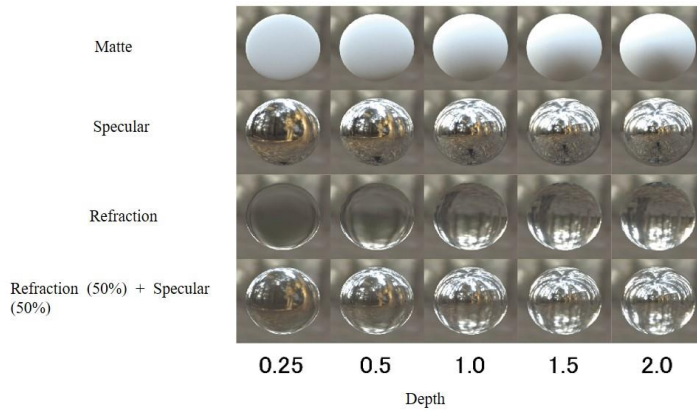 Matte
Specular
Refraction
Refraction (50%) + Specular
(50%)
0.25 0.5 1.0 1.5 2.0
Depth